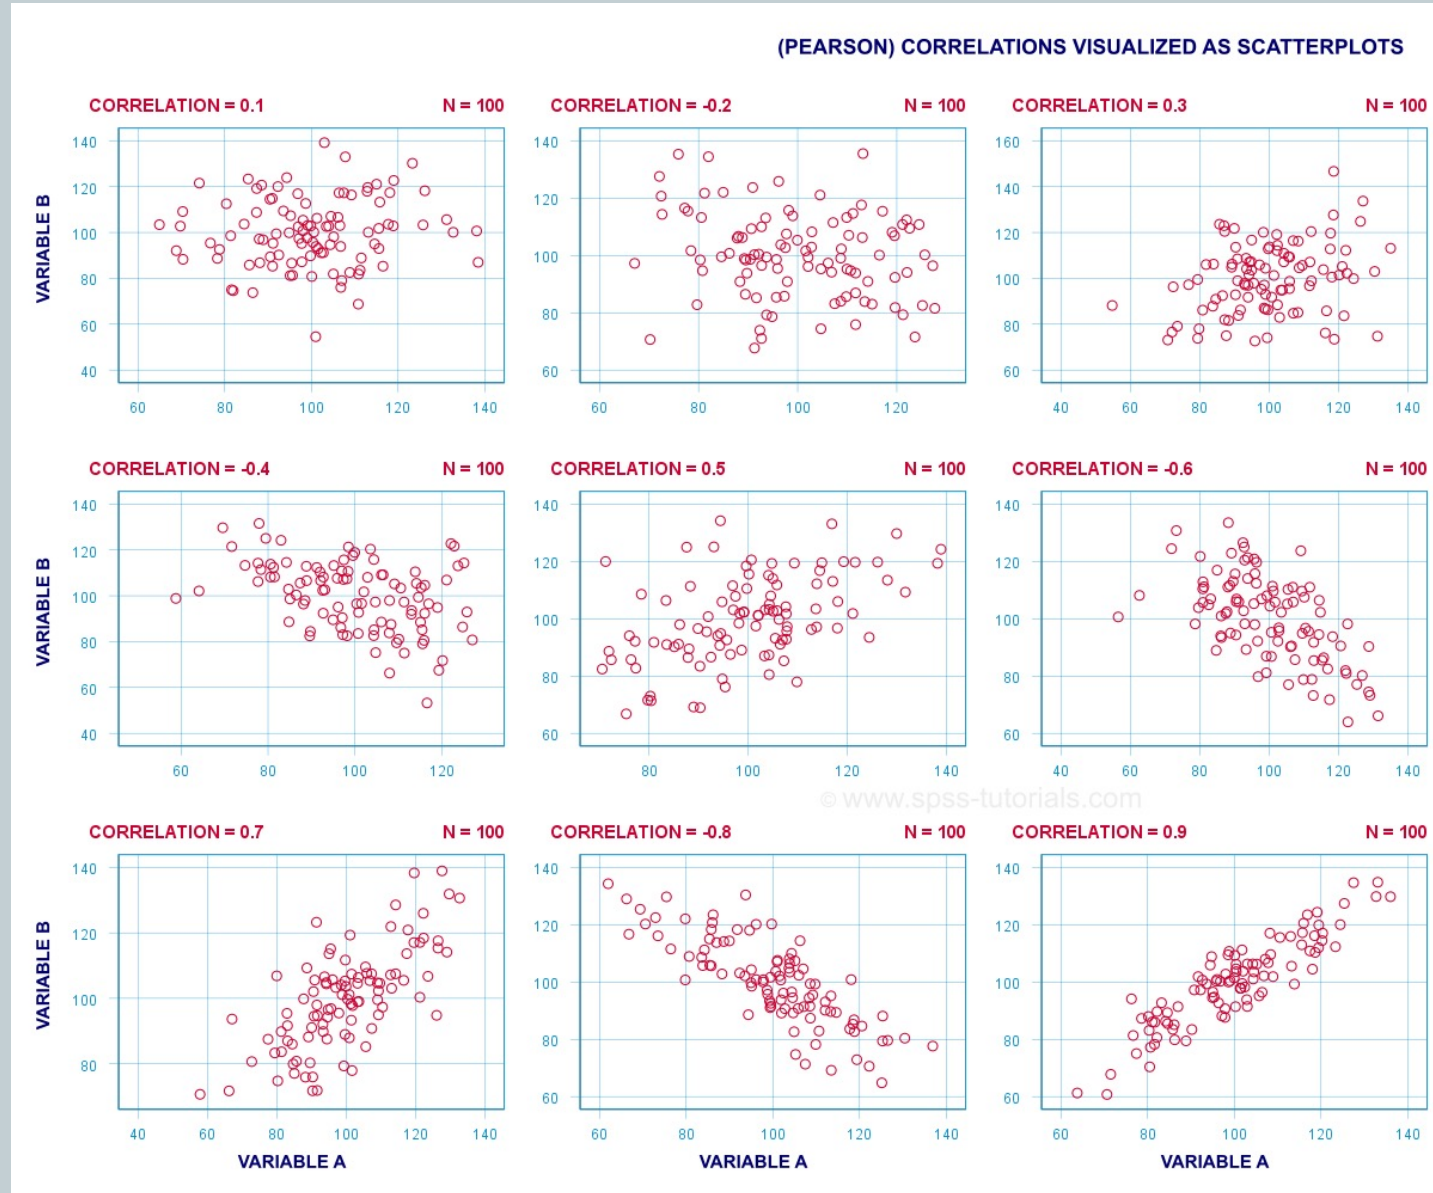 (PEARSON) CORRELATIONS VISUALIZED AS SCATTERPLOTS
CORRELATION = 0.1 N = 100
140
120
100
80
60
40
60 80 100 120 140
VARIABLE B
CORRELATION = -0.2 N = 100
140
120
100
80
60
60 80 100 120
CORRELATION = 0.3 N = 100
160
140
120
100
80
60
40 60 80 100 120 140
CORRELATION = -0.4 N = 100
140
120
100
80
60
40
60 80 100 120
VARIABLE B
CORRELATION = 0.5 N = 100
140
120
100
80
60
80 100 120 140
CORRELATION = -0.6 N = 100
140
120
100
80
60
40 60 80 100 120 140
© www.spss-tutorials.com
CORRELATION = 0.7 N = 100
140
120
100
80
40 60 80 100 120 140
VARIABLE B
VARIABLE A
CORRELATION = -0.8 N = 100
140
120
100
80
60
60 80 100 120 140
VARIABLE A
CORRELATION = 0.9 N = 100
140
120
100
80
60
60 80 100 120 140
VARIABLE A